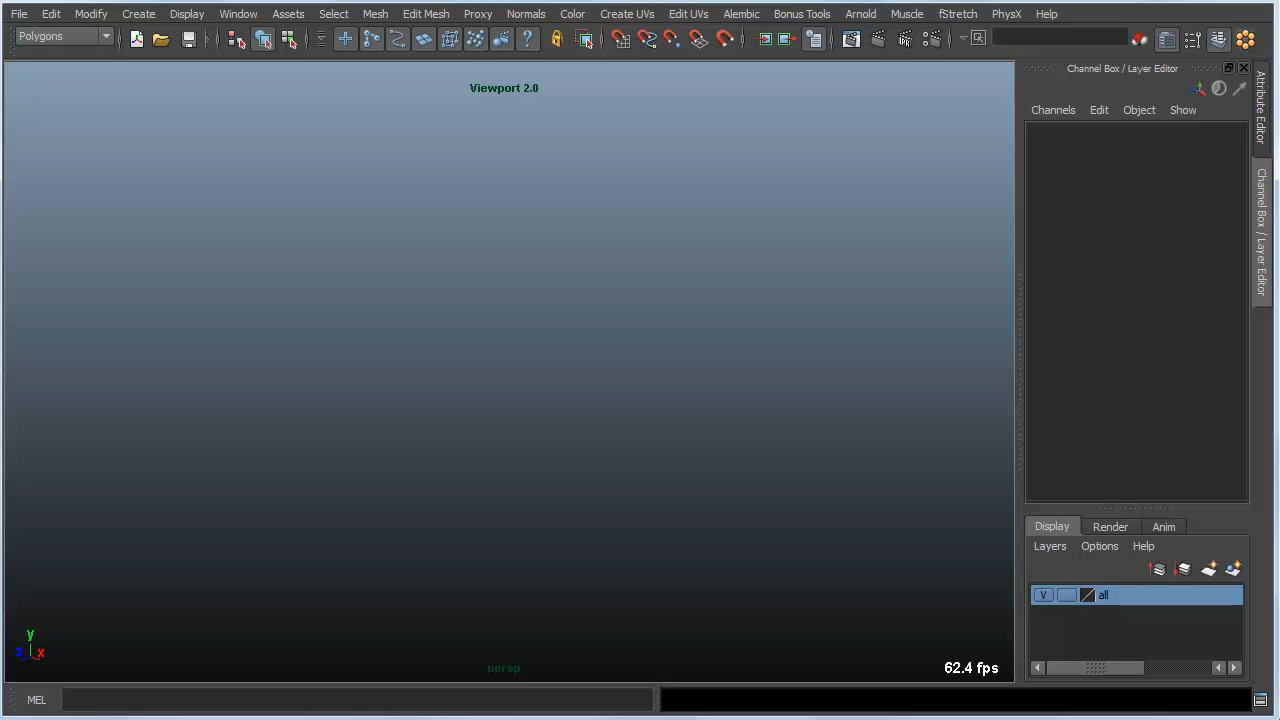 File Edit Modify Create Display Window Assets Select Mesh Edit Mesh Proxy Normals Color Create UVs Edit UVs Alembic Bonus Tools Arnold Muscle fStretch PhysX Help
Polygons
Channel Box / Layer Editor
Viewport 2.0
Channels Edit Object Show
Attribute Editor
Channel Box / Layer Editor
Display Render Anim
Layers Options Help
V all
y
z x
persp
62.4 fps
MEL